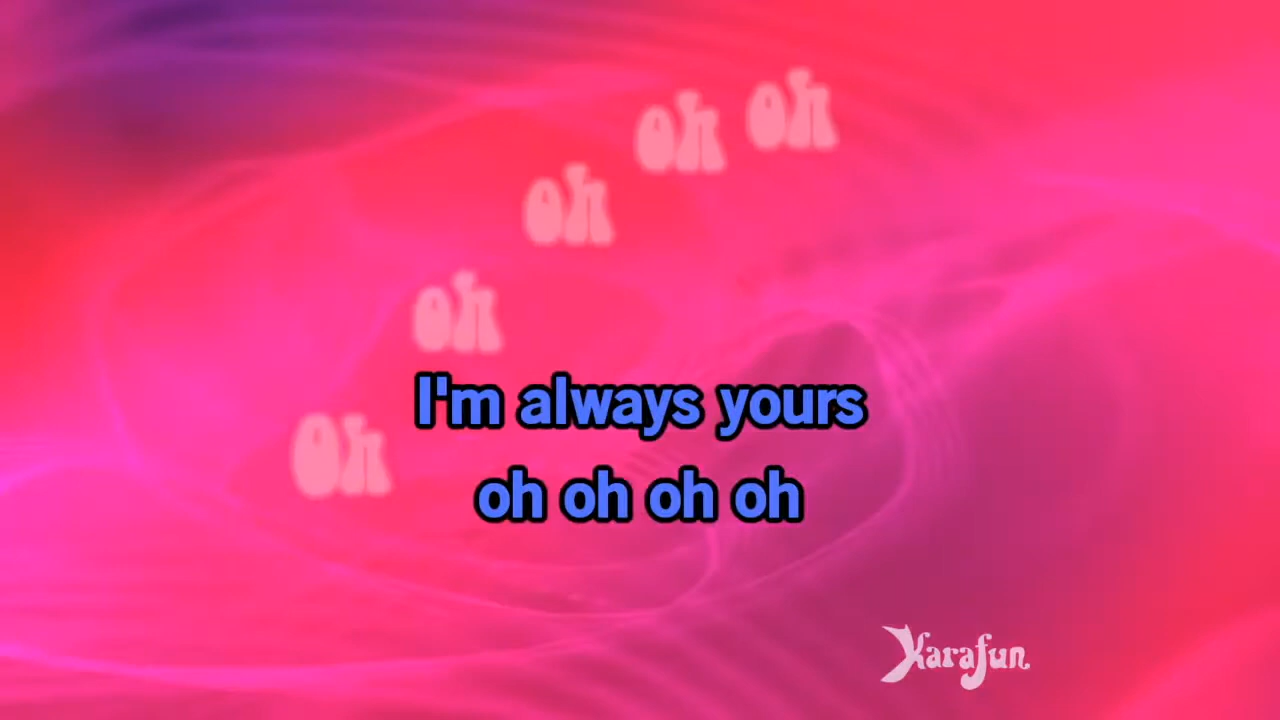 oh oh
oh
oh
Oh
I'm always yours
oh oh oh oh
Karafun